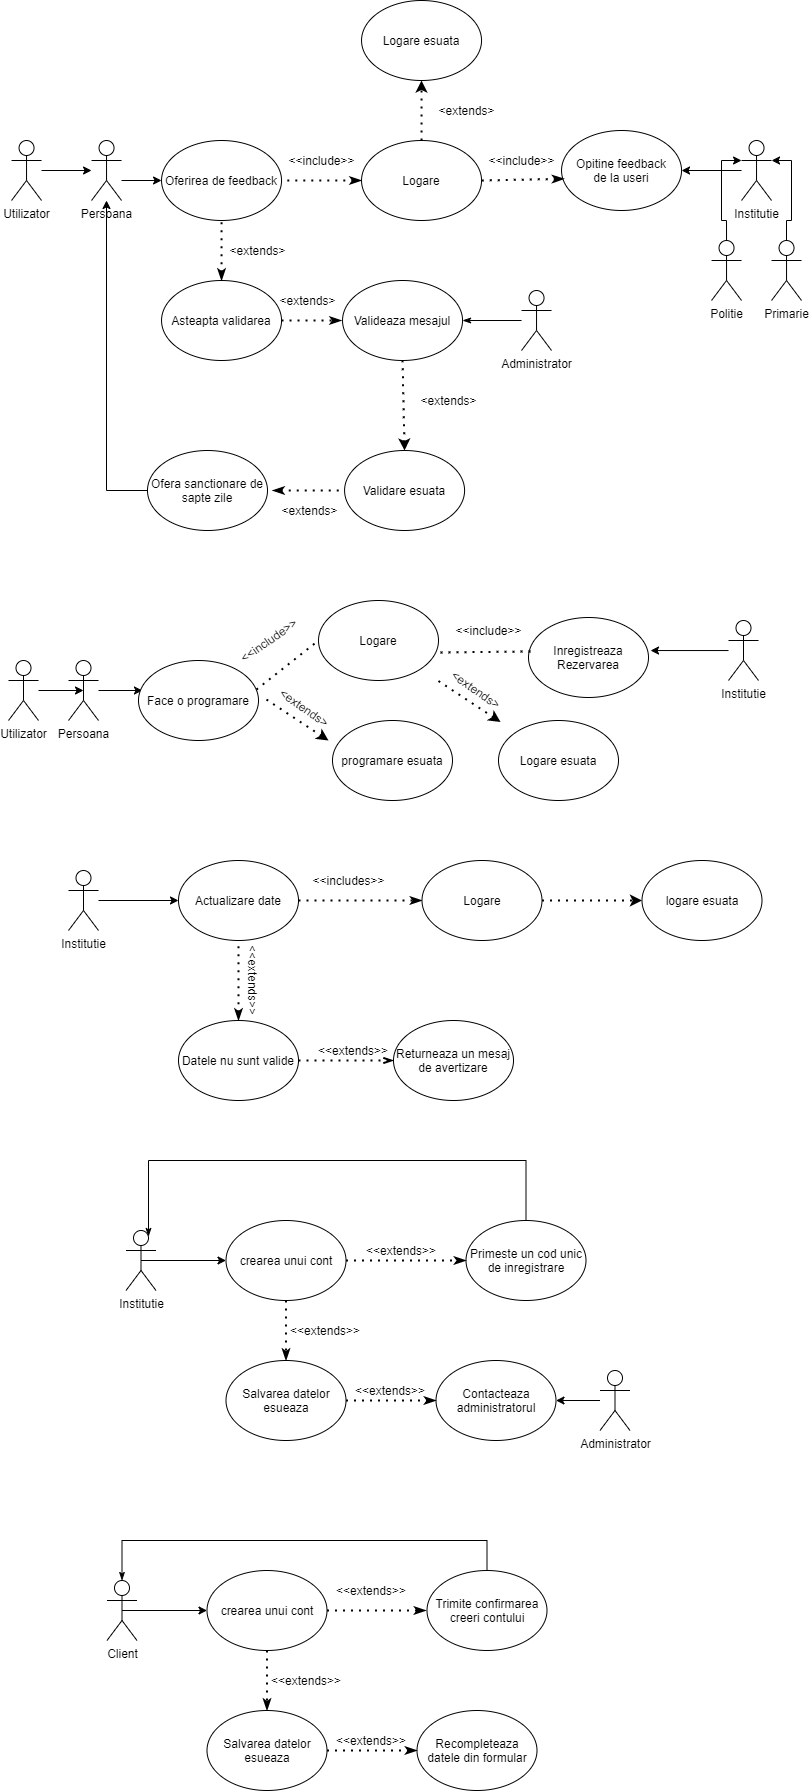 Logare esuata
<extends>
Utilizator
Persoana
Oferirea de feedback
<<include>>
Logare
<<include>>
Opitine feedback
de la useri
Institutie
Politie
Primarie
<extends>
Asteapta validarea
<extends>
Valideaza mesajul
Administrator
<extends>
Ofera sanctionare de
sapte zile
<extends>
Validare esuata
Utilizator
Persoana
Face o programare
<<include>>
Logare
<<include>>
Inregistreaza
Rezervarea
Institutie
<extends>
programare esuata
<extends>
Logare esuata
Institutie
Actualizare date
<<includes>>
Logare
logare esuata
<<extends>>
Datele nu sunt valide
<<extends>>
Returneaza un mesaj
de avertizare
Institutie
crearea unui cont
<<extends>>
Primeste un cod unic
de inregistrare
<<extends>>
Salvarea datelor
esueaza
<<extends>>
Contacteaza
administratorul
Administrator
Client
crearea unui cont
<<extends>>
Trimite confirmarea
creeri contului
<<extends>>
Salvarea datelor
esueaza
<<extends>>
Recompleteaza
datele din formular